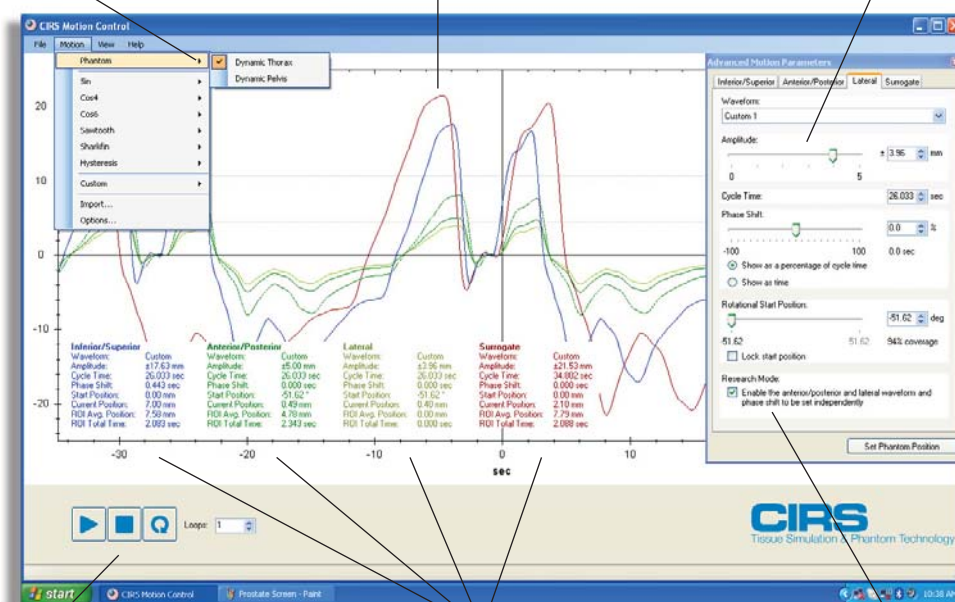 CIRS Motion Control
File Motion View Help
Phantom
Sin
Cos4
Cos6
Sawtooth
Sharkfin
Hysteresis
Custom
Import...
Options...
Dynamic Thorax
Dynamic Pelvis
20
10
0
-10
-20
-30 -20 -10 0 10
sec
Inferior/Superior
Waveform: Custom
Amplitude: ±17.63 mm
Cycle Time: 26.033 sec
Phase Shift: 0.443 sec
Start Position: 0.00 mm
Current Position: 7.00 mm
ROI Avg. Position: 7.58 mm
ROI Total Time: 2.083 sec
Anterior/Posterior
Waveform: Custom
Amplitude: ±5.00 mm
Cycle Time: 26.033 sec
Phase Shift: 0.000 sec
Start Position: -51.62 °
Current Position: 0.49 mm
ROI Avg. Position: 4.78 mm
ROI Total Time: 2.343 sec
Lateral
Waveform: Custom
Amplitude: ±3.96 mm
Cycle Time: 26.033 sec
Phase Shift: 0.000 sec
Start Position: -51.62 °
Current Position: 0.40 mm
ROI Avg. Position: 0.00 mm
ROI Total Time: 0.000 sec
Surrogate
Waveform: Custom
Amplitude: ±21.53 mm
Cycle Time: 34.802 sec
Phase Shift: 0.000 sec
Start Position: 0.00 mm
Current Position: 2.10 mm
ROI Avg. Position: 7.79 mm
ROI Total Time: 2.088 sec
Advanced Motion Parameters
Inferior/Superior Anterior/Posterior Lateral Surrogate
Waveform:
Custom 1
Amplitude:
± 3.96 mm
0 5
Cycle Time: 26.033 sec
Phase Shift:
0.0 %
-100 100 0.0 sec
Show as a percentage of cycle time
Show as time
Rotational Start Position:
-51.62 deg
-51.62 51.62 94% coverage
Lock start position
Research Mode:
Enable the anterior/posterior and lateral waveform and
phase shift to be set independently
Set Phantom Position
Loops: 1
CIRS
Tissue Simulation & Phantom Technology
start CIRS Motion Control Prostate Screen - Paint 10:38 AM